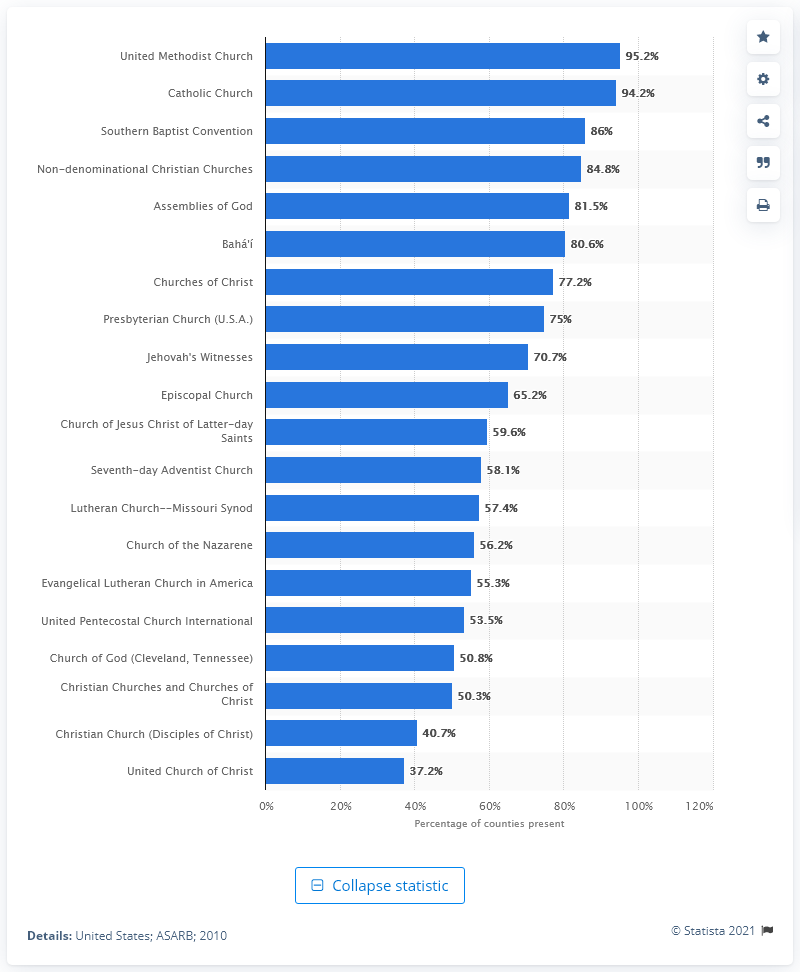 United Methodist Church 95.2%
Catholic Church 94.2%
Southern Baptist Convention 86%
Non-denominational Christian Churches 84.8%
Assemblies of God 81.5%
Bahá'í 80.6%
Churches of Christ 77.2%
Presbyterian Church (U.S.A.) 75%
Jehovah's Witnesses 70.7%
Episcopal Church 65.2%
Church of Jesus Christ of Latter-day
Saints 59.6%
Seventh-day Adventist Church 58.1%
Lutheran Church--Missouri Synod 57.4%
Church of the Nazarene 56.2%
Evangelical Lutheran Church in America 55.3%
United Pentecostal Church International 53.5%
Church of God (Cleveland, Tennessee) 50.8%
Christian Churches and Churches of
Christ 50.3%
Christian Church (Disciples of Christ) 40.7%
United Church of Christ 37.2%
0% 20% 40% 60% 80% 100% 120%
Percentage of counties present
Collapse statistic
Details: United States; ASARB; 2010
© Statista 2021